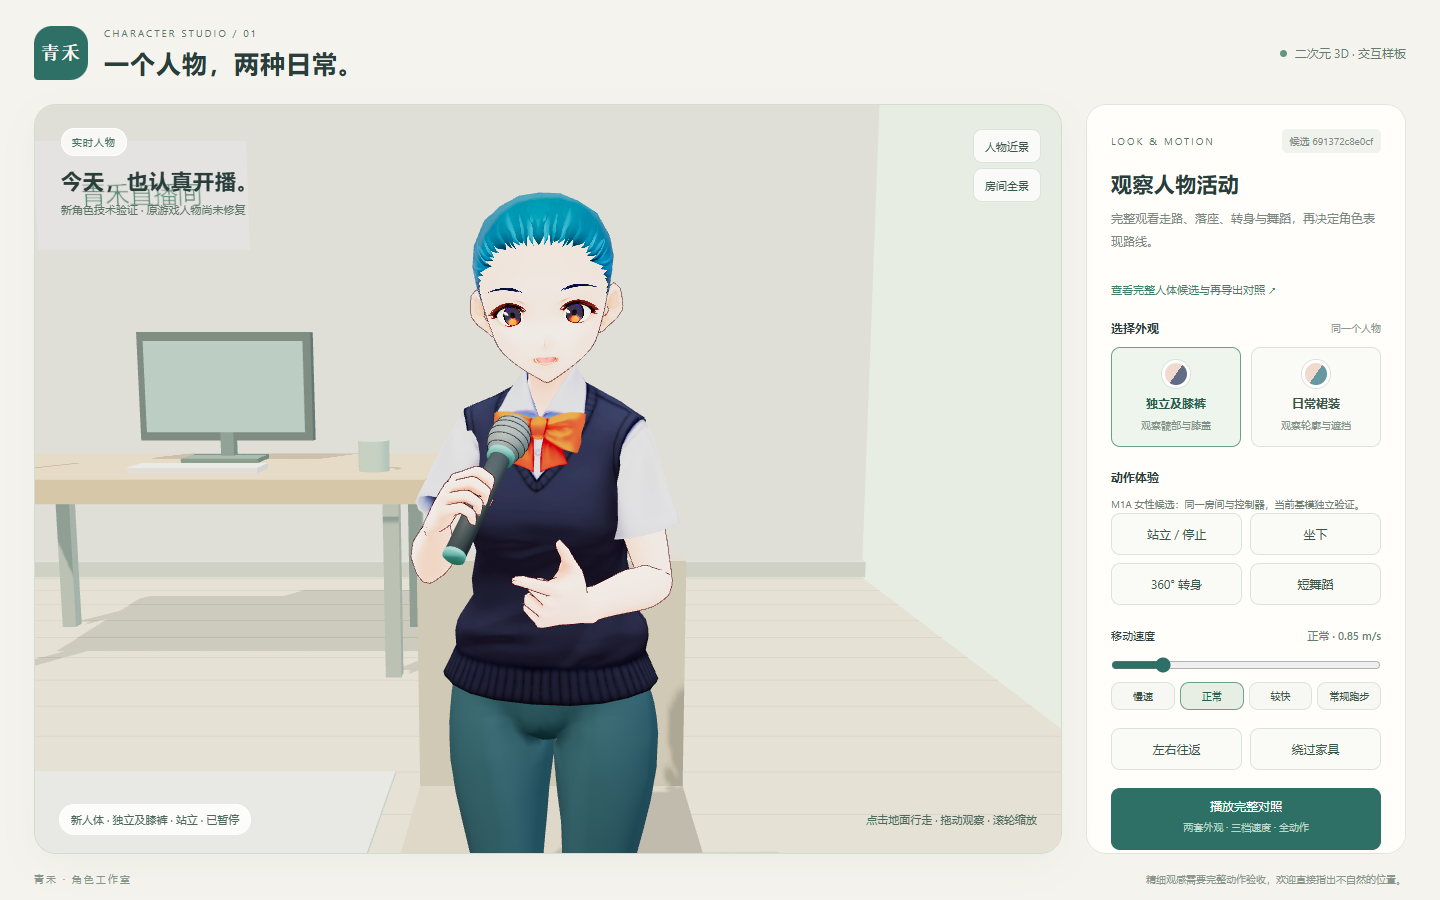 青禾
CHARACTER STUDIO / 01
一个人物，两种日常。
二次元 3D · 交互样板
实时人物
今天，也认真开播。
青禾直播间
新角色技术验证 · 原游戏人物尚未修复
人物近景
房间全景
新人体 · 独立及膝裤 · 站立 · 已暂停
点击地面行走 · 拖动观察 · 滚轮缩放
LOOK & MOTION
候选 691372c8e0cf
观察人物活动
完整观看走路、落座、转身与舞蹈，再决定角色表
现路线。
查看完整人体候选与再导出对照 ↗
选择外观
同一个人物
独立及膝裤
观察髋部与膝盖
日常裙装
观察轮廓与遮挡
动作体验
M1A 女性候选：同一房间与控制器，当前基模独立验证。
站立 / 停止
坐下
360° 转身
短舞蹈
移动速度
正常 · 0.85 m/s
慢速
正常
较快
常规跑步
左右往返
绕过家具
播放完整对照
两套外观 · 三档速度 · 全动作
青禾 · 角色工作室
精细观感需要完整动作验收，欢迎直接指出不自然的位置。